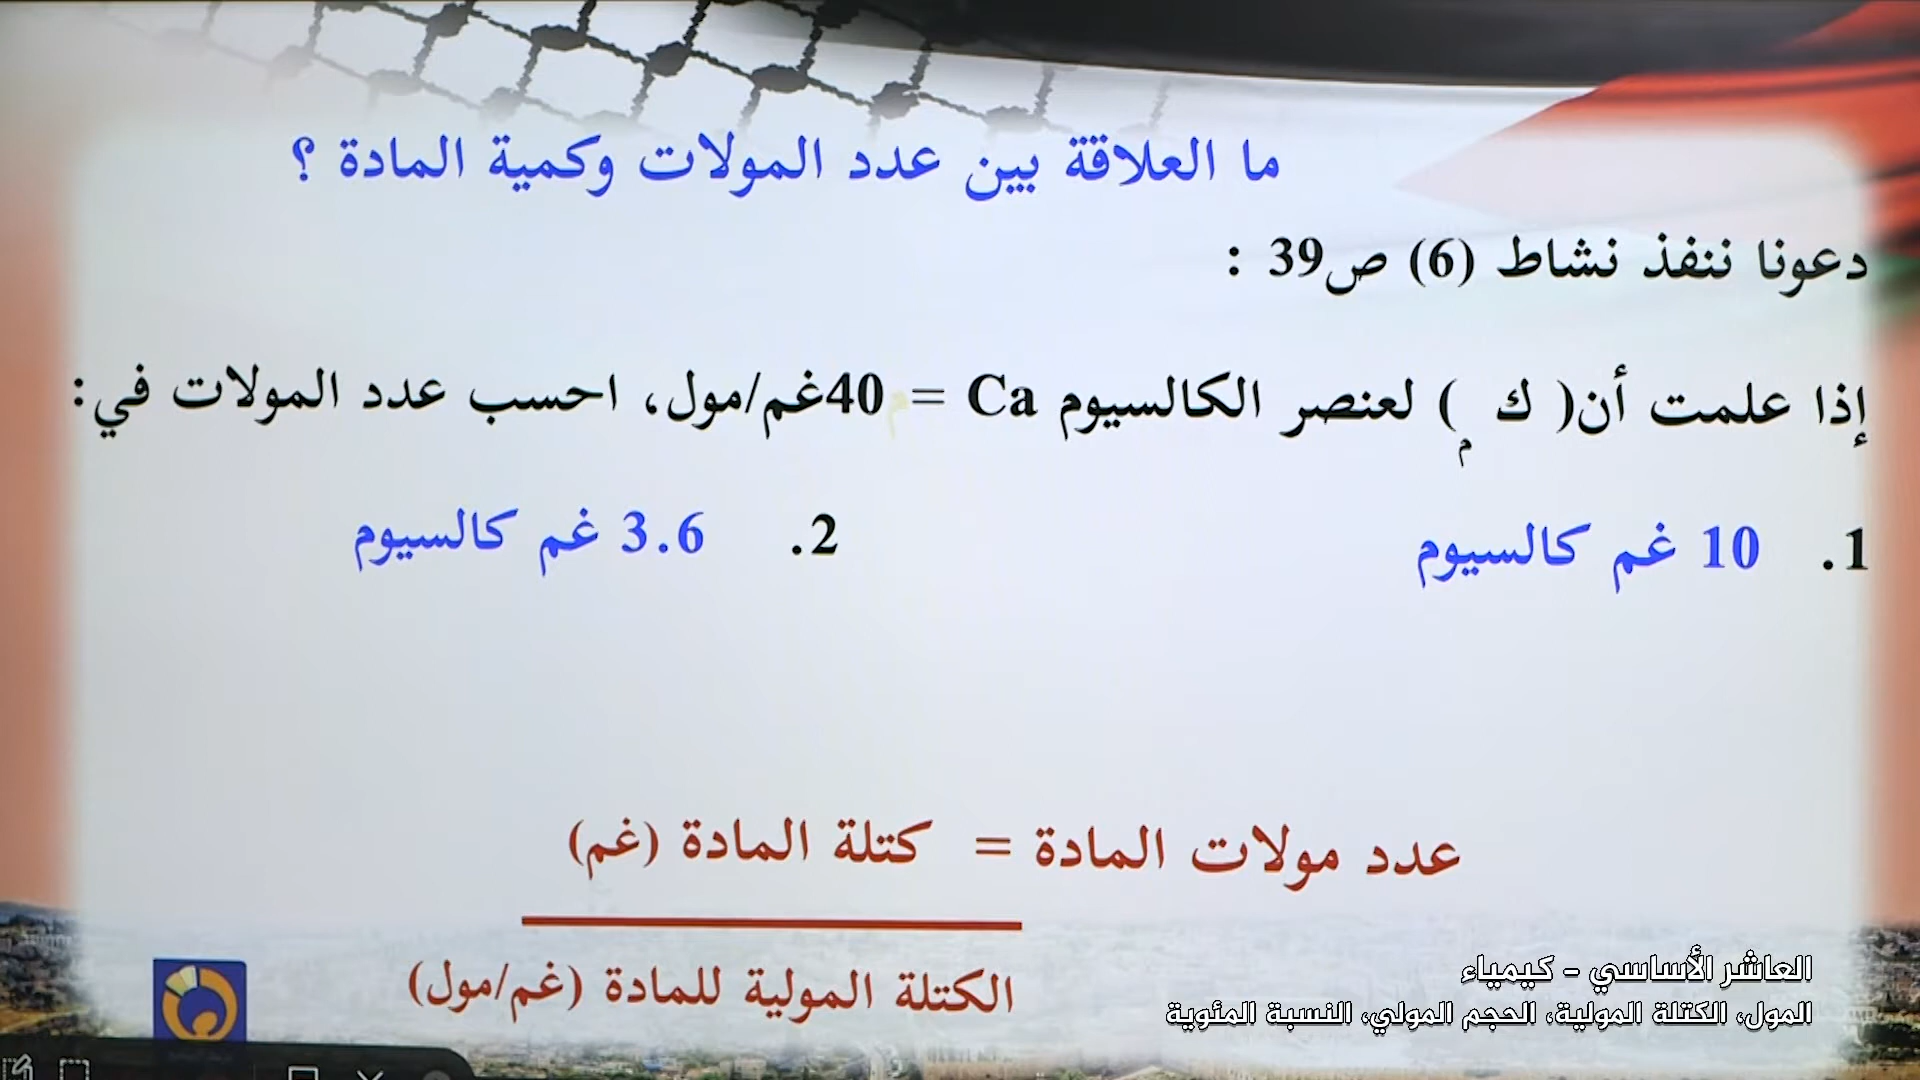 ما العلاقة بين عدد المولات وكمية المادة ؟
دعونا ننفذ نشاط (6) ص39 :
إذا علمت أن( ك م) لعنصر الكالسيوم Ca = 40غم/مول، احسب عدد المولات في:
1. 10 غم كالسيوم
2. 3.6 غم كالسيوم
عدد مولات المادة = كتلة المادة (غم)
الكتلة المولية للمادة (غم/مول)
العاشر الأساسي - كيمياء
المول، الكتلة المولية، الحجم المولي، النسبة المئوية